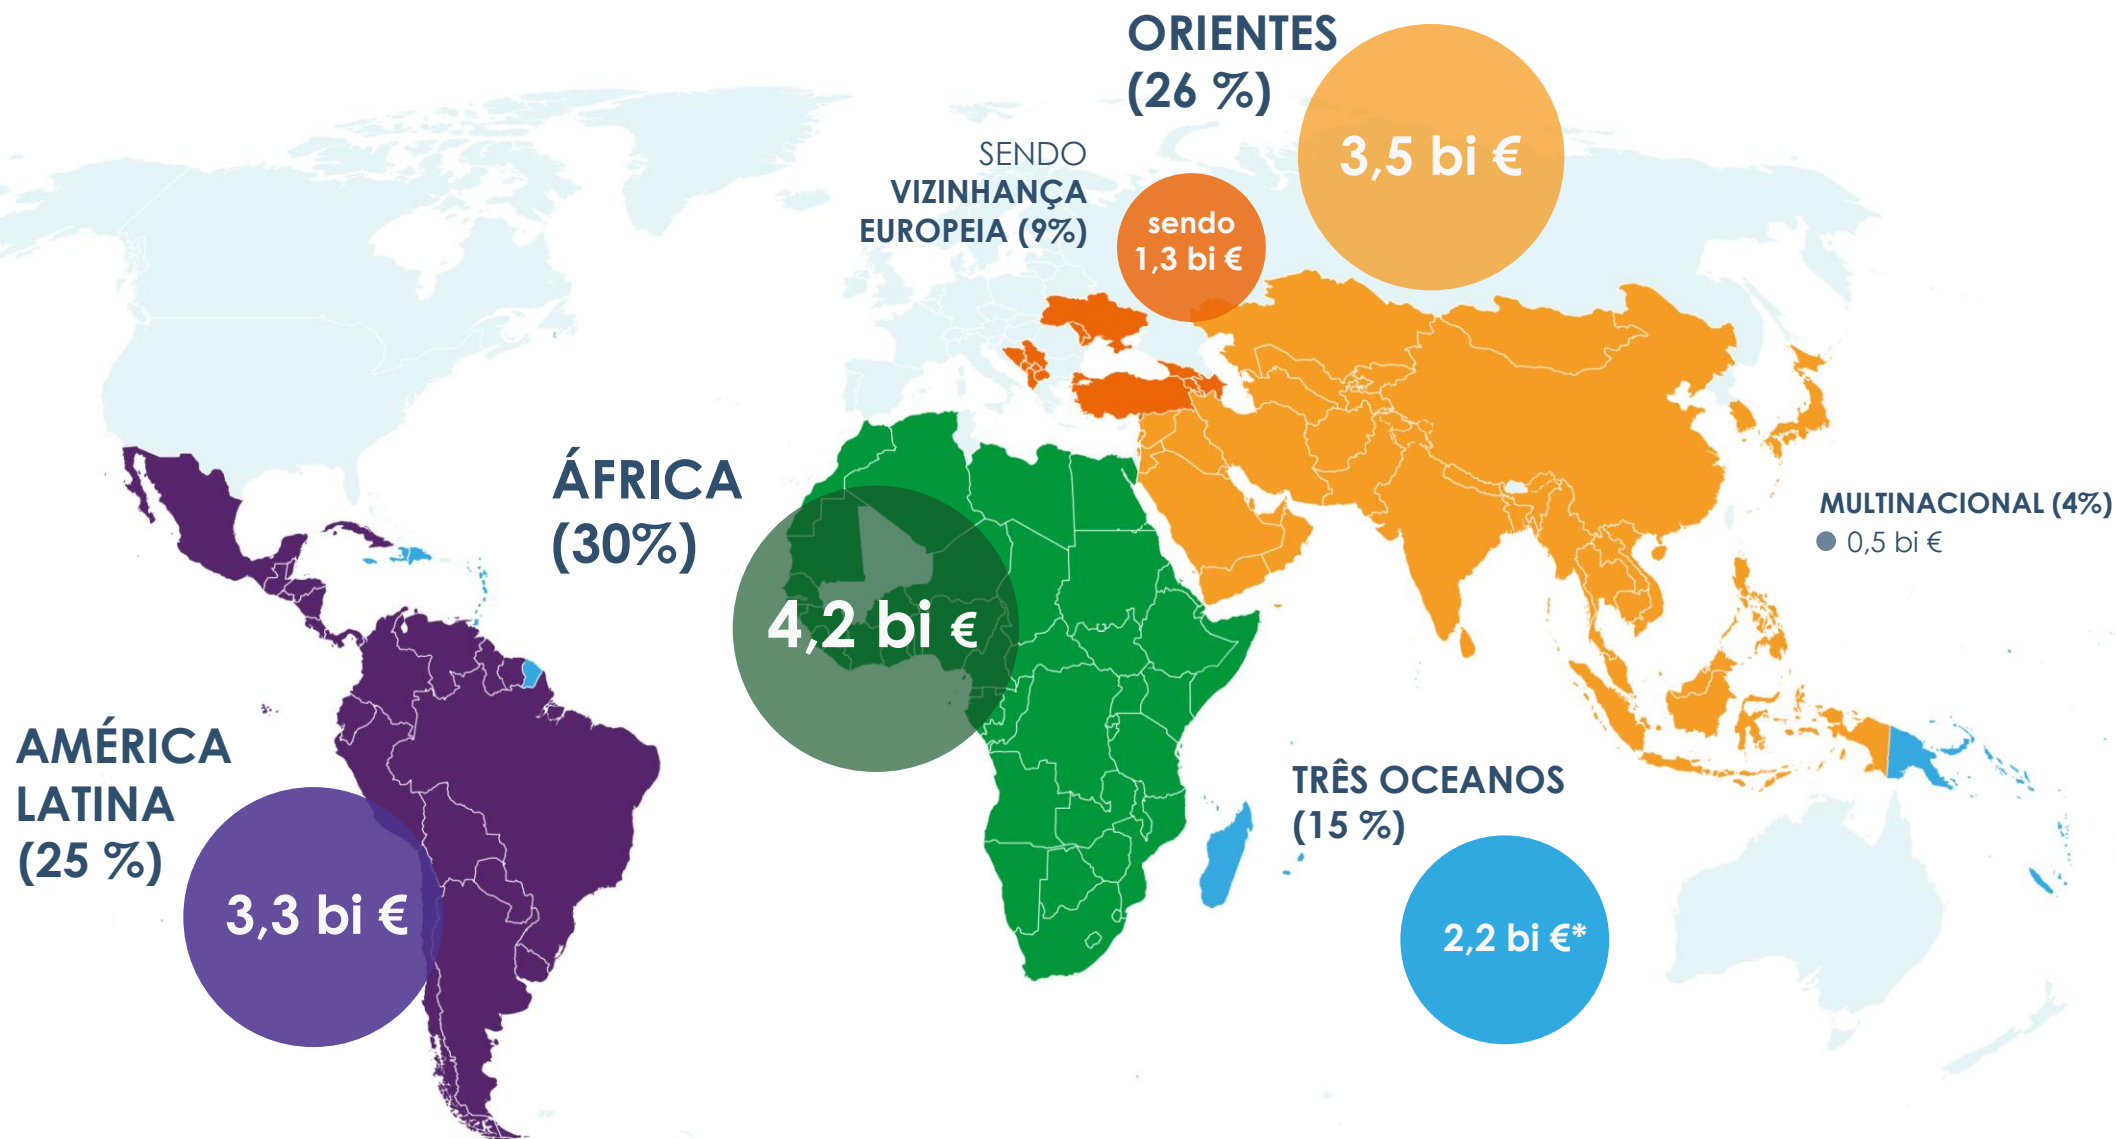 ORIENTES
(26 %)
3,5 bi €
SENDO
VIZINHANÇA
EUROPEIA (9%)
sendo
1,3 bi €
ÁFRICA
(30%)
4,2 bi €
MULTINACIONAL (4%)
0,5 bi €
AMÉRICA
LATINA
(25 %)
3,3 bi €
TRÊS OCEANOS
(15 %)
2,2 bi €*